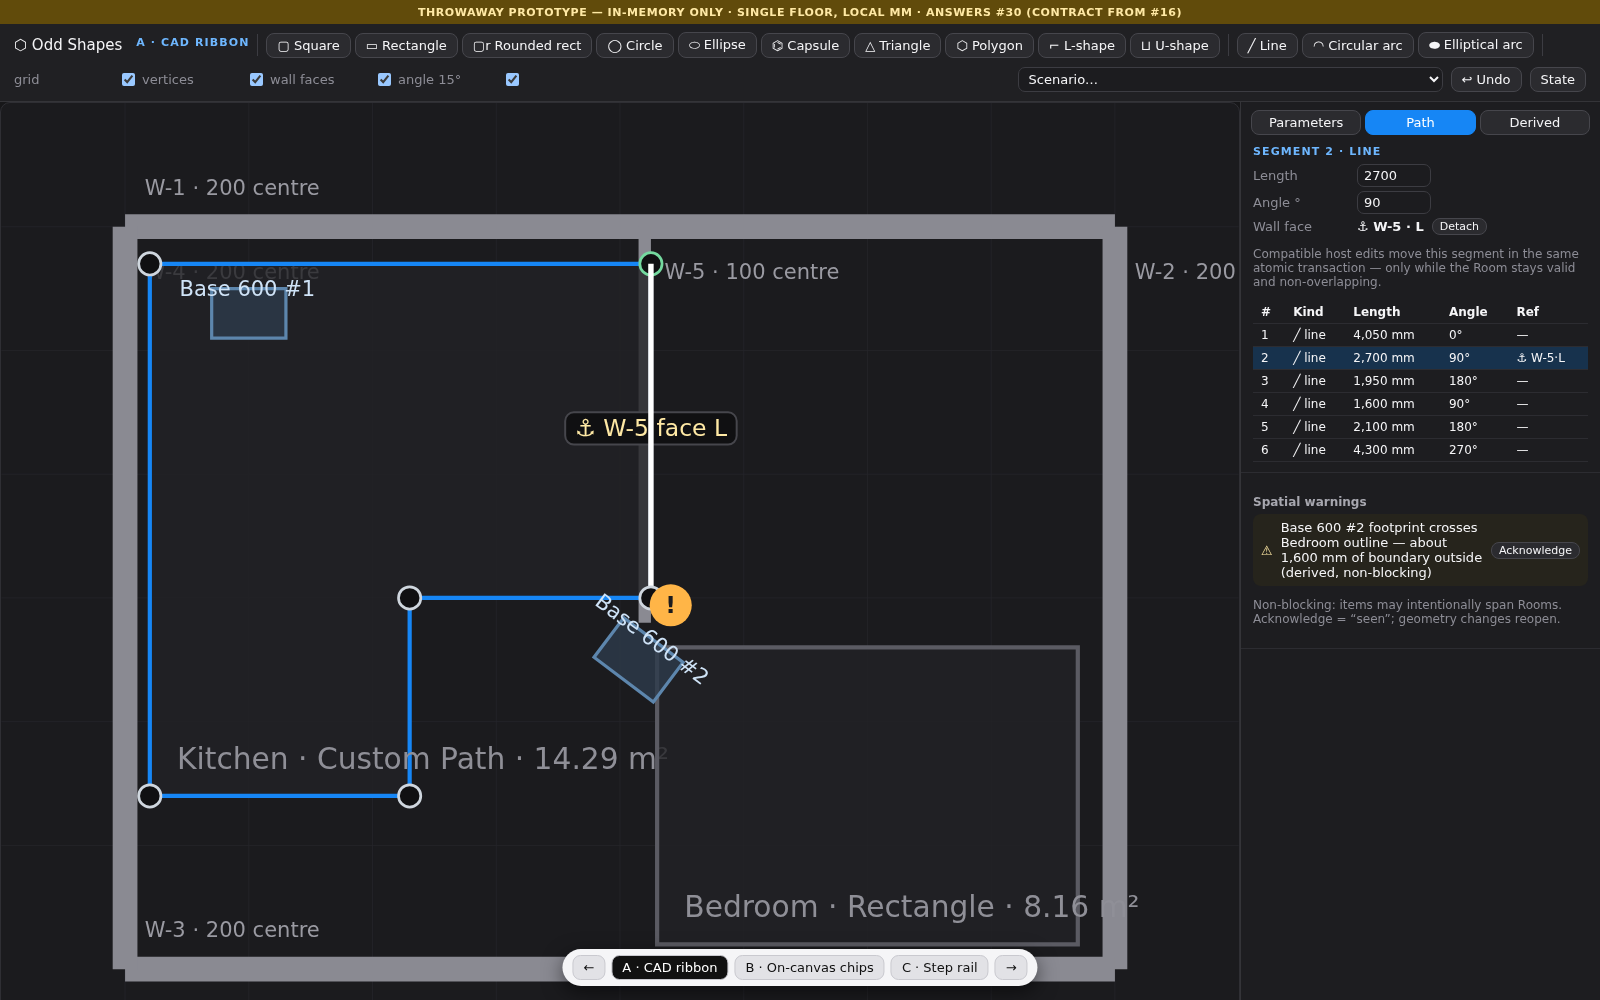 THROWAWAY PROTOTYPE — IN-MEMORY ONLY · SINGLE FLOOR, LOCAL MM · ANSWERS #30 (CONTRACT FROM #16)
⬡ Odd Shapes A · CAD RIBBON ▢ Square ▭ Rectangle ▢r Rounded rect ◯ Circle ⬭ Ellipse ⌬ Capsule △ Triangle ⬡ Polygon ⌐ L-shape ⊔ U-shape ╱ Line ◠ Circular arc ⬬ Elliptical arc
grid vertices wall faces angle 15° Scenario… ↩ Undo State
Parameters Path Derived
SEGMENT 2 · LINE
Length 2700
Angle ° 90
Wall face ⚓ W-5 · L Detach
Compatible host edits move this segment in the same
atomic transaction — only while the Room stays valid
and non-overlapping.
# Kind Length Angle Ref
1 ╱ line 4,050 mm 0° —
2 ╱ line 2,700 mm 90° ⚓ W-5·L
3 ╱ line 1,950 mm 180° —
4 ╱ line 1,600 mm 90° —
5 ╱ line 2,100 mm 180° —
6 ╱ line 4,300 mm 270° —
Spatial warnings
⚠ Base 600 #2 footprint crosses
Bedroom outline — about
1,600 mm of boundary outside
(derived, non-blocking)
Acknowledge
Non-blocking: items may intentionally span Rooms.
Acknowledge = “seen”; geometry changes reopen.
W-1 · 200 centre
W-4 · 200 centre
W-5 · 100 centre
W-2 · 200
Base 600 #1
⚓ W-5 face L
!
Base 600 #2
Kitchen · Custom Path · 14.29 m²
Bedroom · Rectangle · 8.16 m²
W-3 · 200 centre
← A · CAD ribbon B · On-canvas chips C · Step rail →